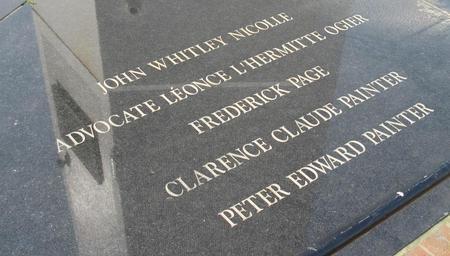 JOHN WHITLEY NICOLLE
ADVOCATE LÉONCE L'HERMITTE OGIER
FREDERICK PAGE
CLARENCE CLAUDE PAINTER
PETER EDWARD PAINTER